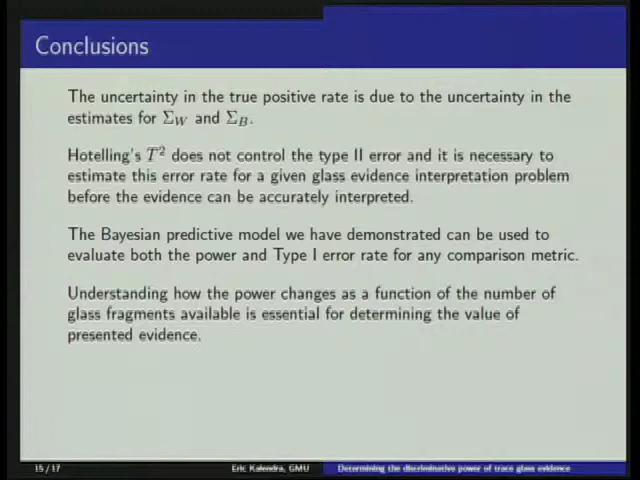 Conclusions
The uncertainty in the true positive rate is due to the uncertainty in the
estimates for Σ_W and Σ_B.
Hotelling's T² does not control the type II error and it is necessary to
estimate this error rate for a given glass evidence interpretation problem
before the evidence can be accurately interpreted.
The Bayesian predictive model we have demonstrated can be used to
evaluate both the power and Type I error rate for any comparison metric.
Understanding how the power changes as a function of the number of
glass fragments available is essential for determining the value of
presented evidence.
15 / 17
Eric Kalendra, GMU
Determining the discriminative power of trace glass evidence